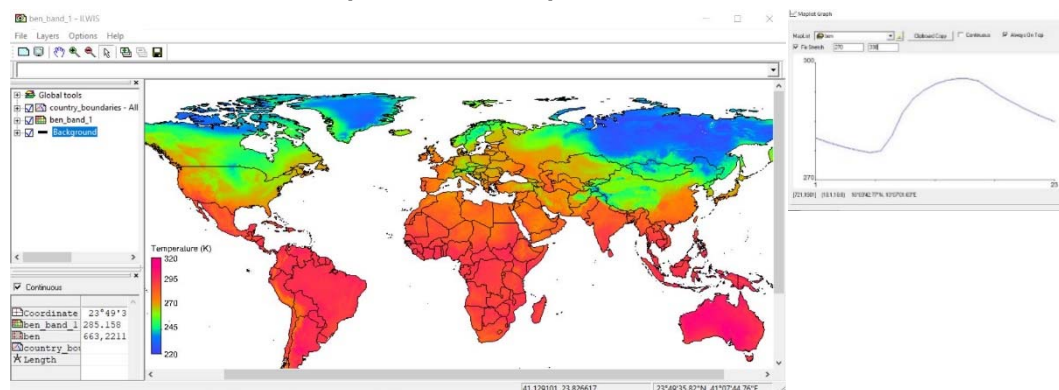 ben_band_1 - ILWIS
File Layers Options Help
Global tools
country_boundaries - All
ben_band_1
Background
Continuous
Coordinate 23°49'3
ben_band_1 285.158
ben 663,2211
country_bou
Length
Temperature (K)
320
295
270
245
220
41.129101, 23.826617 23°49'35.82"N, 41°07'44.76"E
Maplist Graph
MapList ben Clipboard Copy Continuous Always On Top
Fix Stretch 270
300
270
1 23